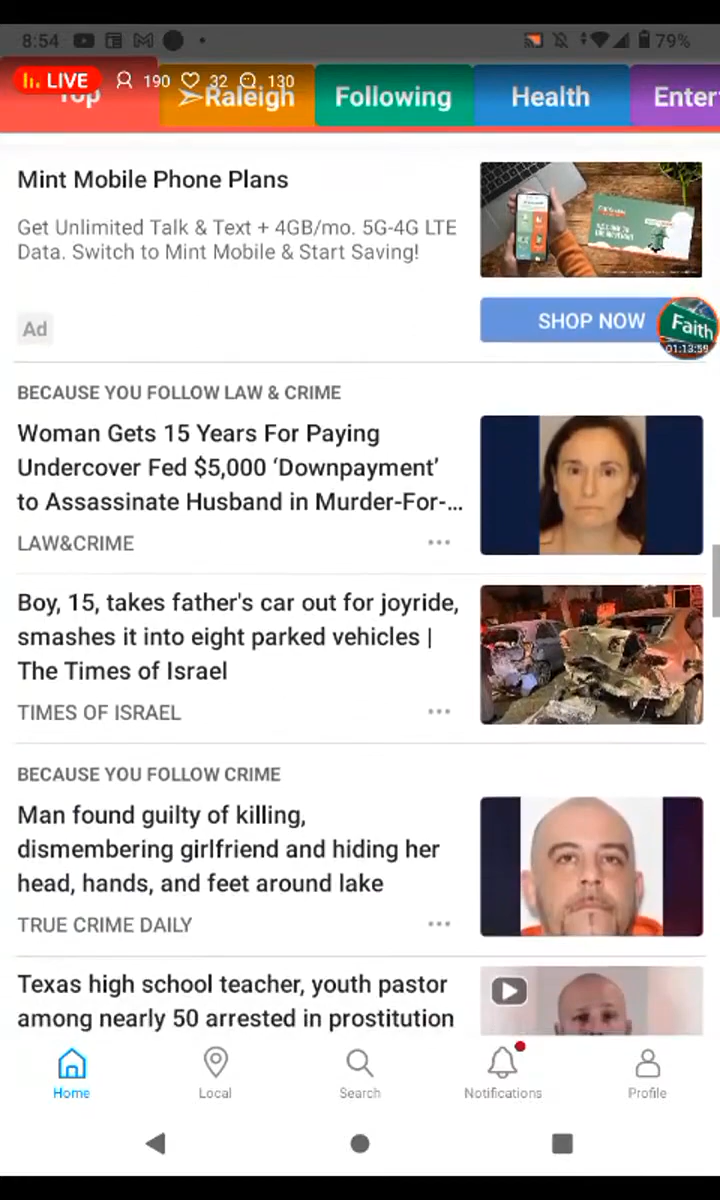 8:54
79%
LIVE 190 32 130
Top
Raleigh
Following
Health
Enter
Mint Mobile Phone Plans
Get Unlimited Talk & Text + 4GB/mo. 5G-4G LTE
Data. Switch to Mint Mobile & Start Saving!
Ad
SHOP NOW
Faith
01:13:59
BECAUSE YOU FOLLOW LAW & CRIME
Woman Gets 15 Years For Paying
Undercover Fed $5,000 ‘Downpayment’
to Assassinate Husband in Murder-For-...
LAW&CRIME
Boy, 15, takes father's car out for joyride,
smashes it into eight parked vehicles |
The Times of Israel
TIMES OF ISRAEL
BECAUSE YOU FOLLOW CRIME
Man found guilty of killing,
dismembering girlfriend and hiding her
head, hands, and feet around lake
TRUE CRIME DAILY
Texas high school teacher, youth pastor
among nearly 50 arrested in prostitution
Home
Local
Search
Notifications
Profile